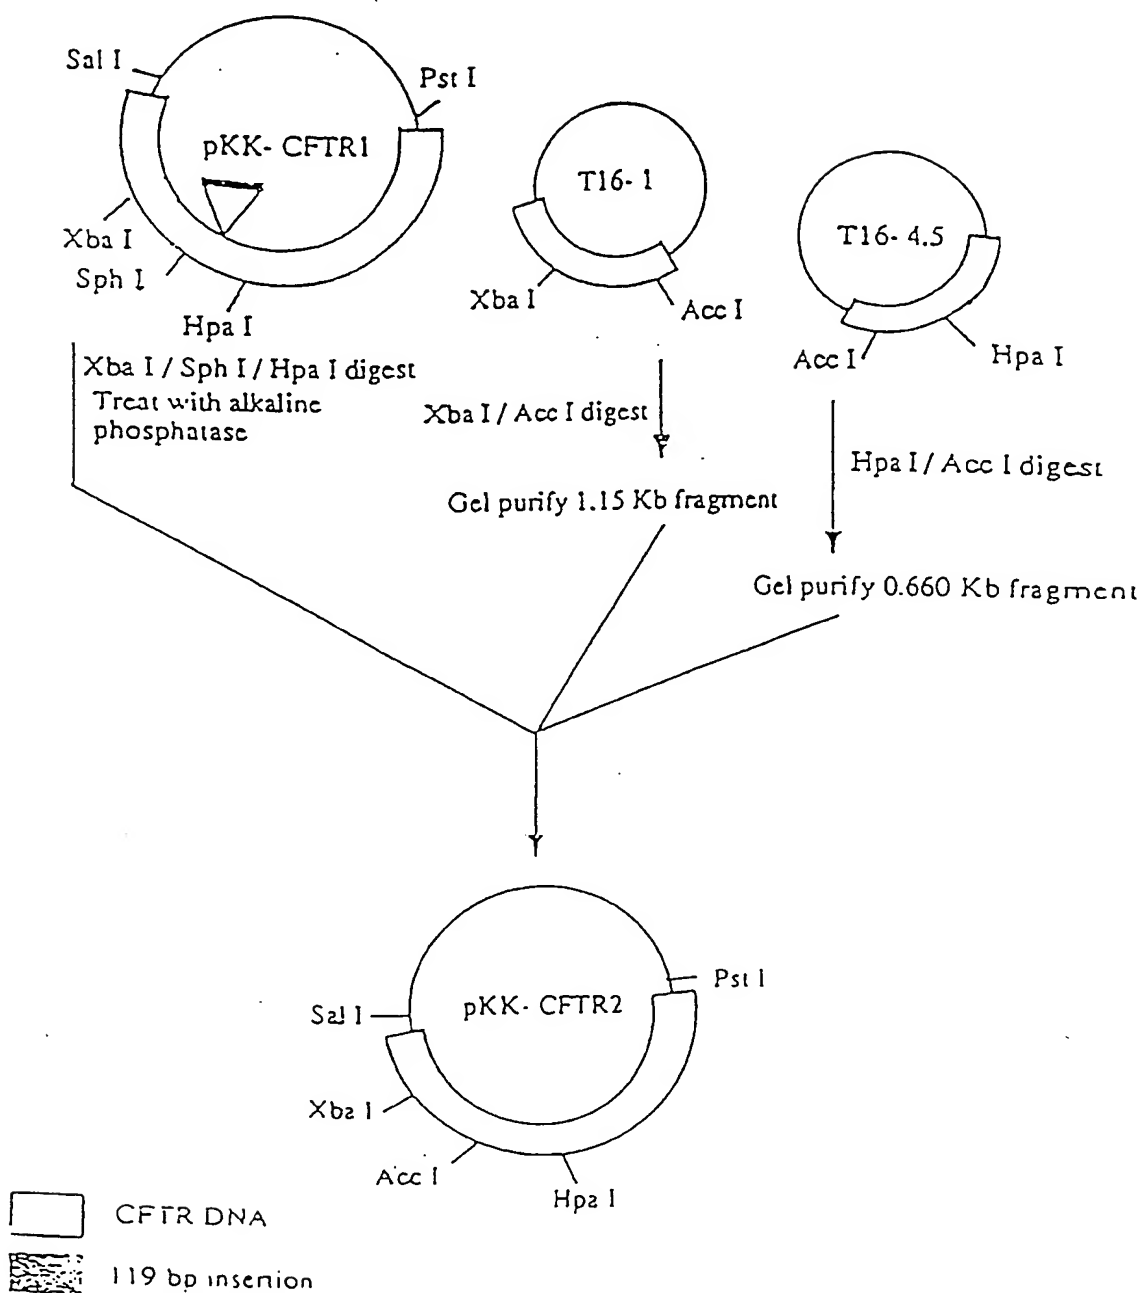 Sal I
Pst I
pKK- CFTR1
Xba I
Sph I
Hpa I
T16- 1
Xba I
Acc I
T16- 4.5
Acc I
Hpa I
Xba I / Sph I / Hpa I digest
Treat with alkaline
phosphatase
Xba I / Acc I digest
Hpa I / Acc I digest
Gel purify 1.15 Kb fragment
Gel purify 0.660 Kb fragment
Sal I
Pst I
pKK- CFTR2
Xba I
Acc I
Hpa I
CFTR DNA
119 bp insertion